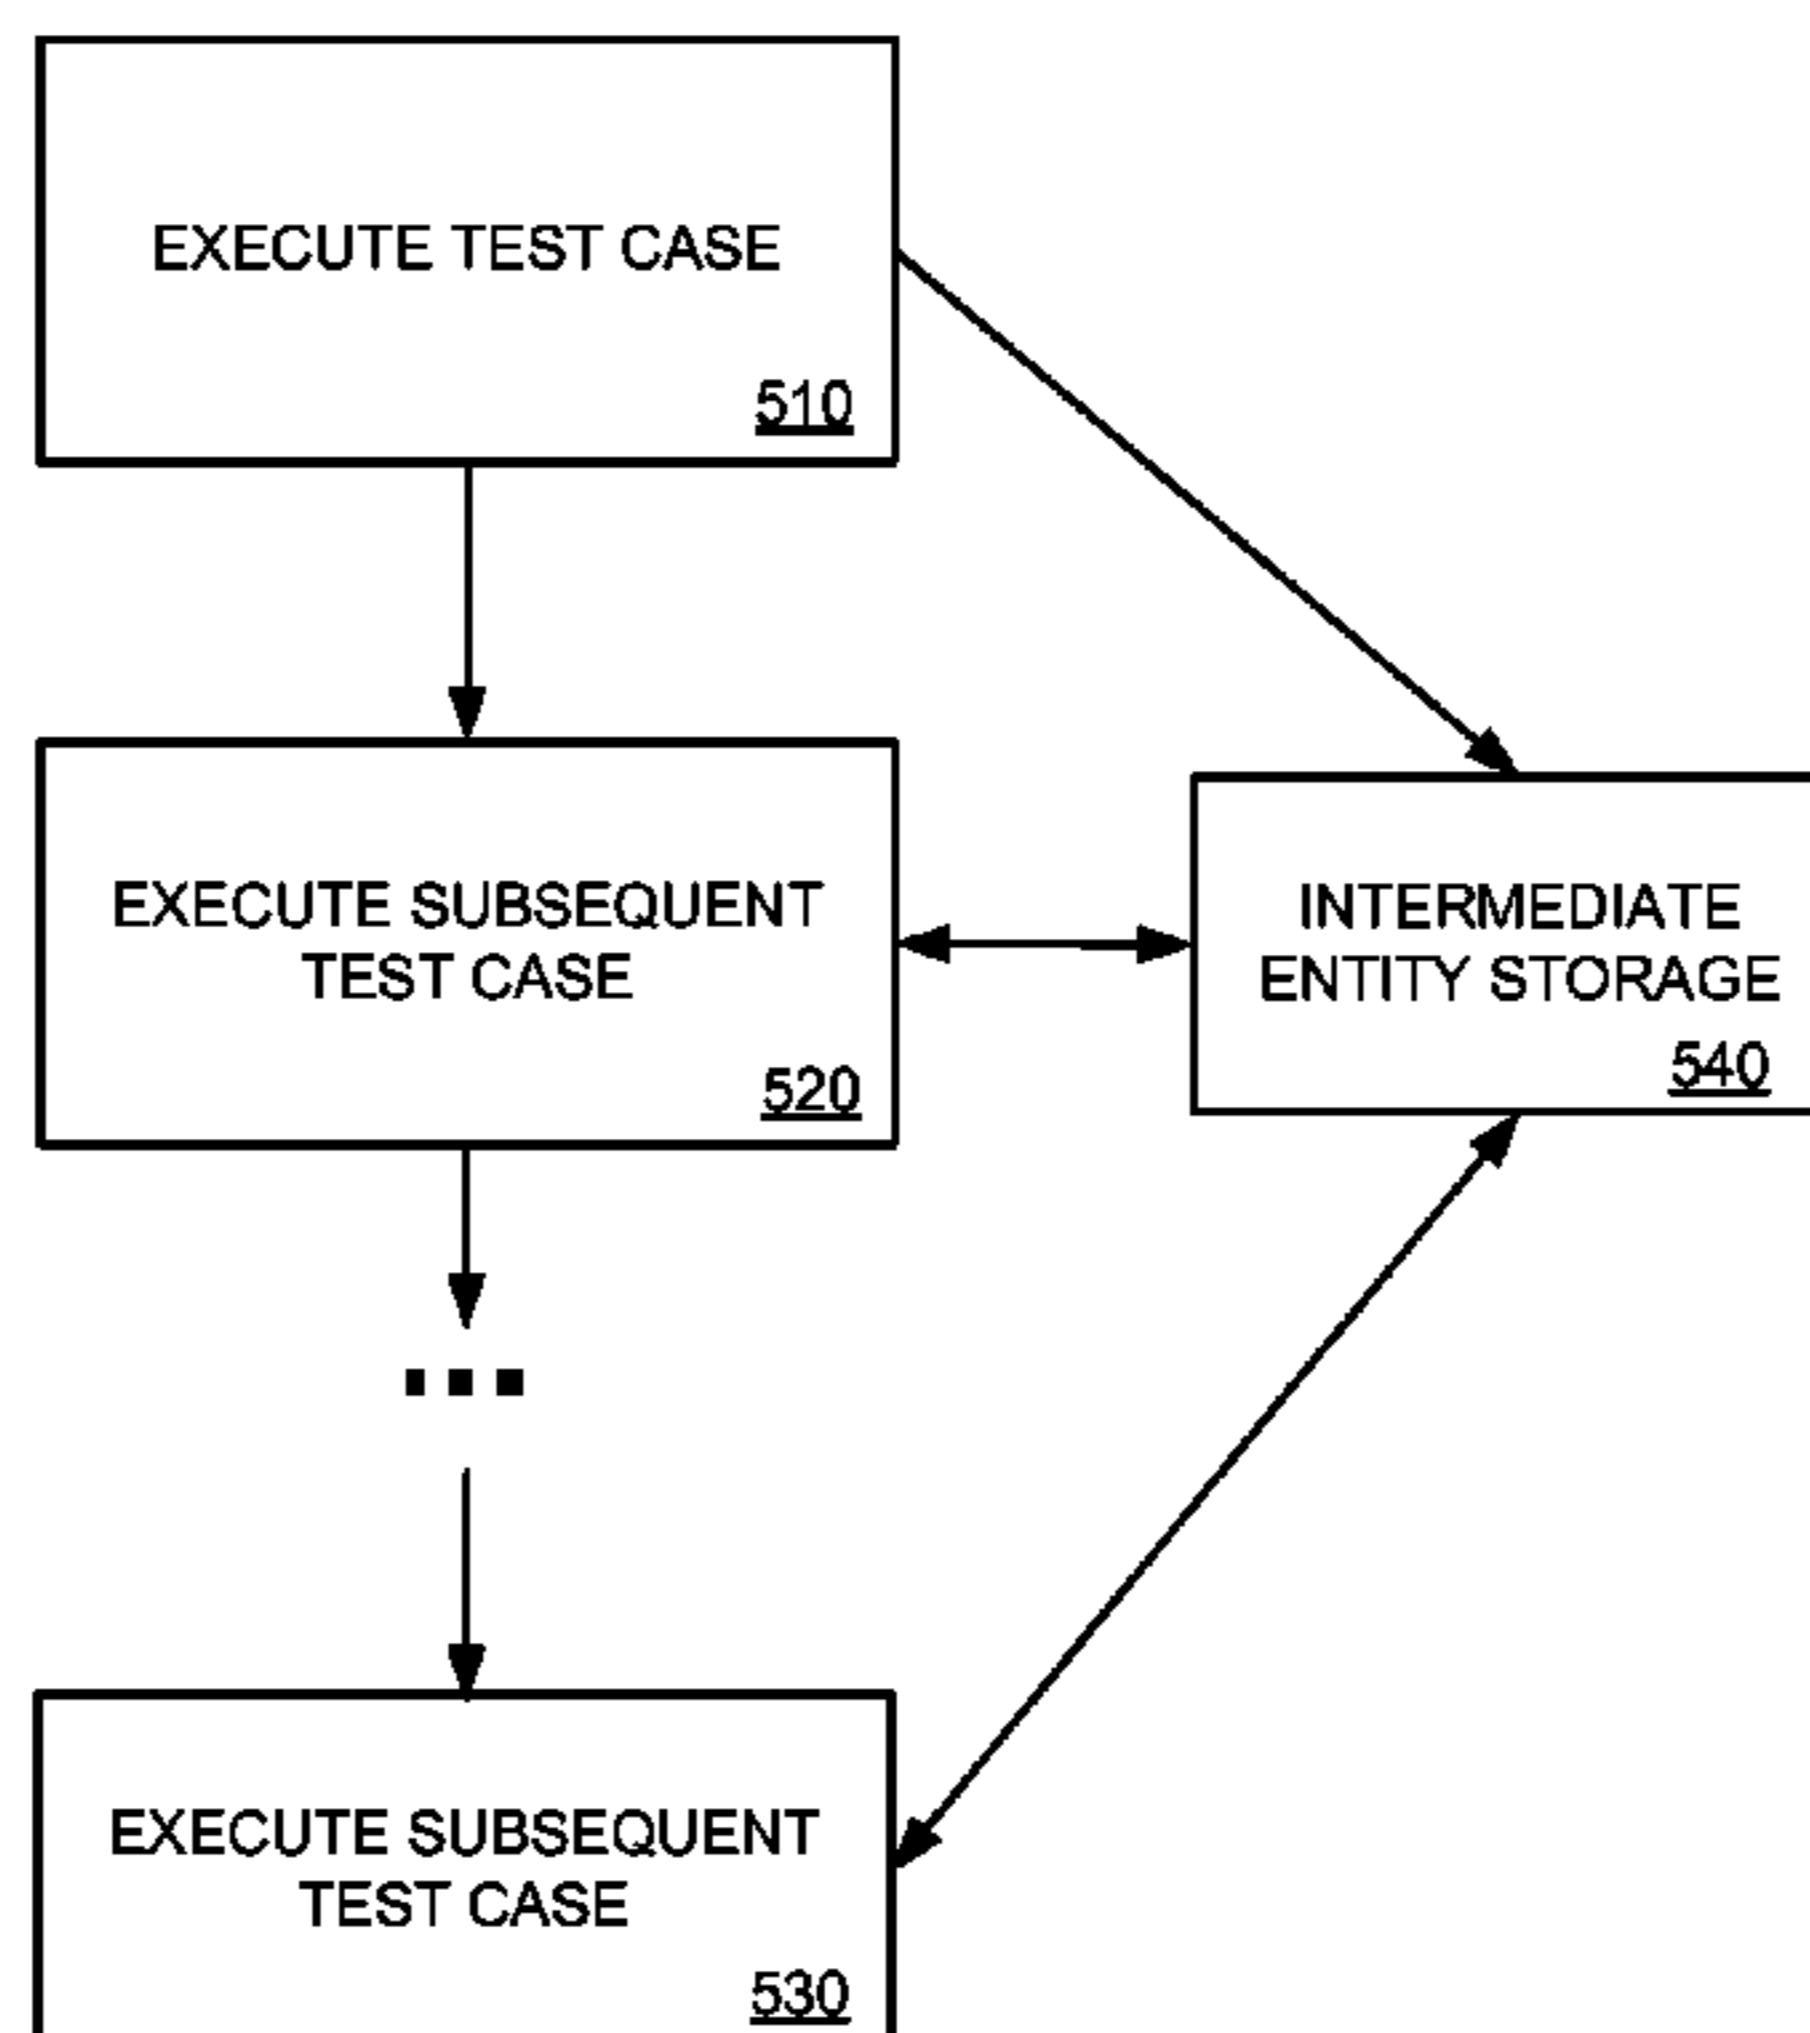 EXECUTE TEST CASE
510
EXECUTE SUBSEQUENT
TEST CASE
520
INTERMEDIATE
ENTITY STORAGE
540
...
EXECUTE SUBSEQUENT
TEST CASE
530